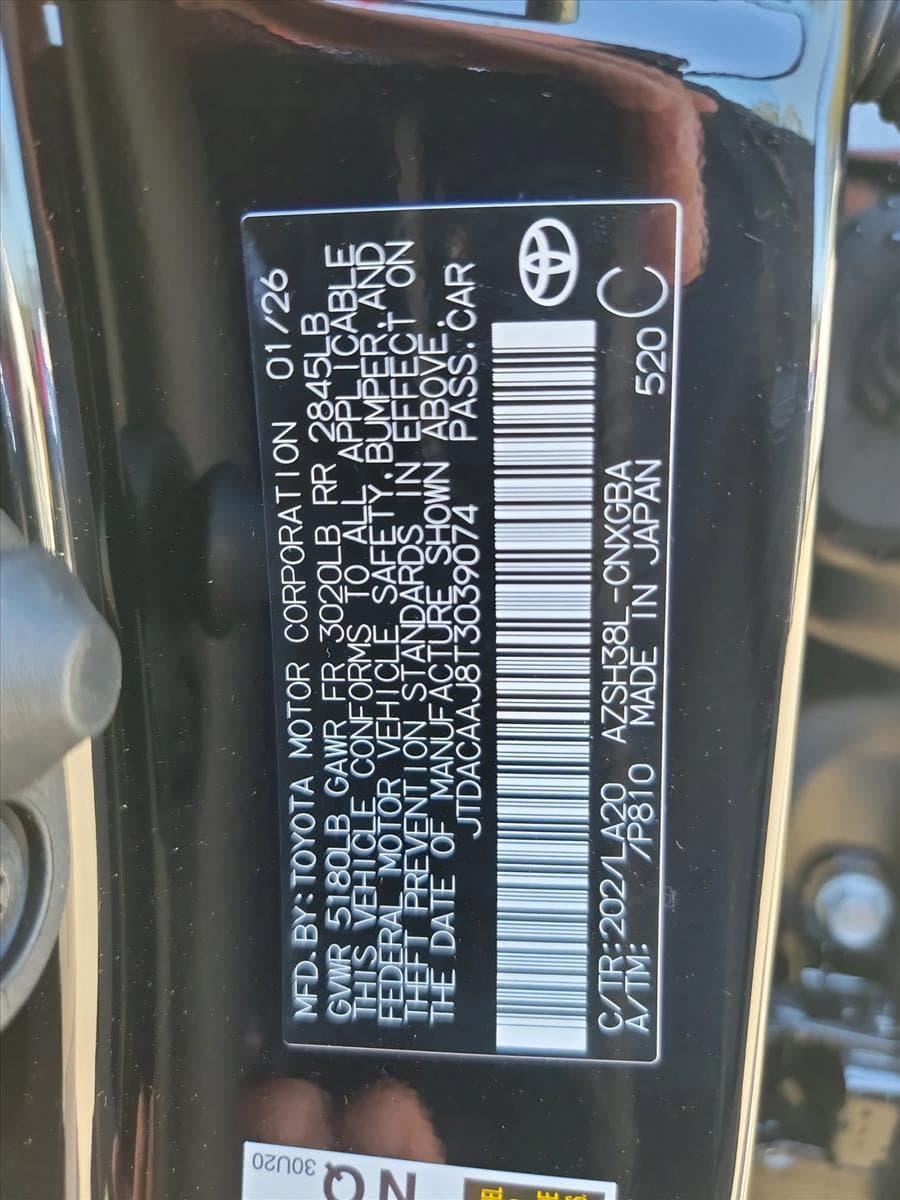 MFD. BY: TOYOTA MOTOR CORPORATION 01/26
GVWR 5180LB GAWR FR 3020LB RR 2845LB
THIS VEHICLE CONFORMS TO ALL APPLICABLE
FEDERAL MOTOR VEHICLE SAFETY, BUMPER, AND
THEFT PREVENTION STANDARDS IN EFFECT ON
THE DATE OF MANUFACTURE SHOWN ABOVE.
JTDACAAJ8T3039074 PASS. CAR
C/TR: 202/LA20 AZSH38L-CNXGBA
A/TM: /P810 MADE IN JAPAN 520 C
30U20
NQ